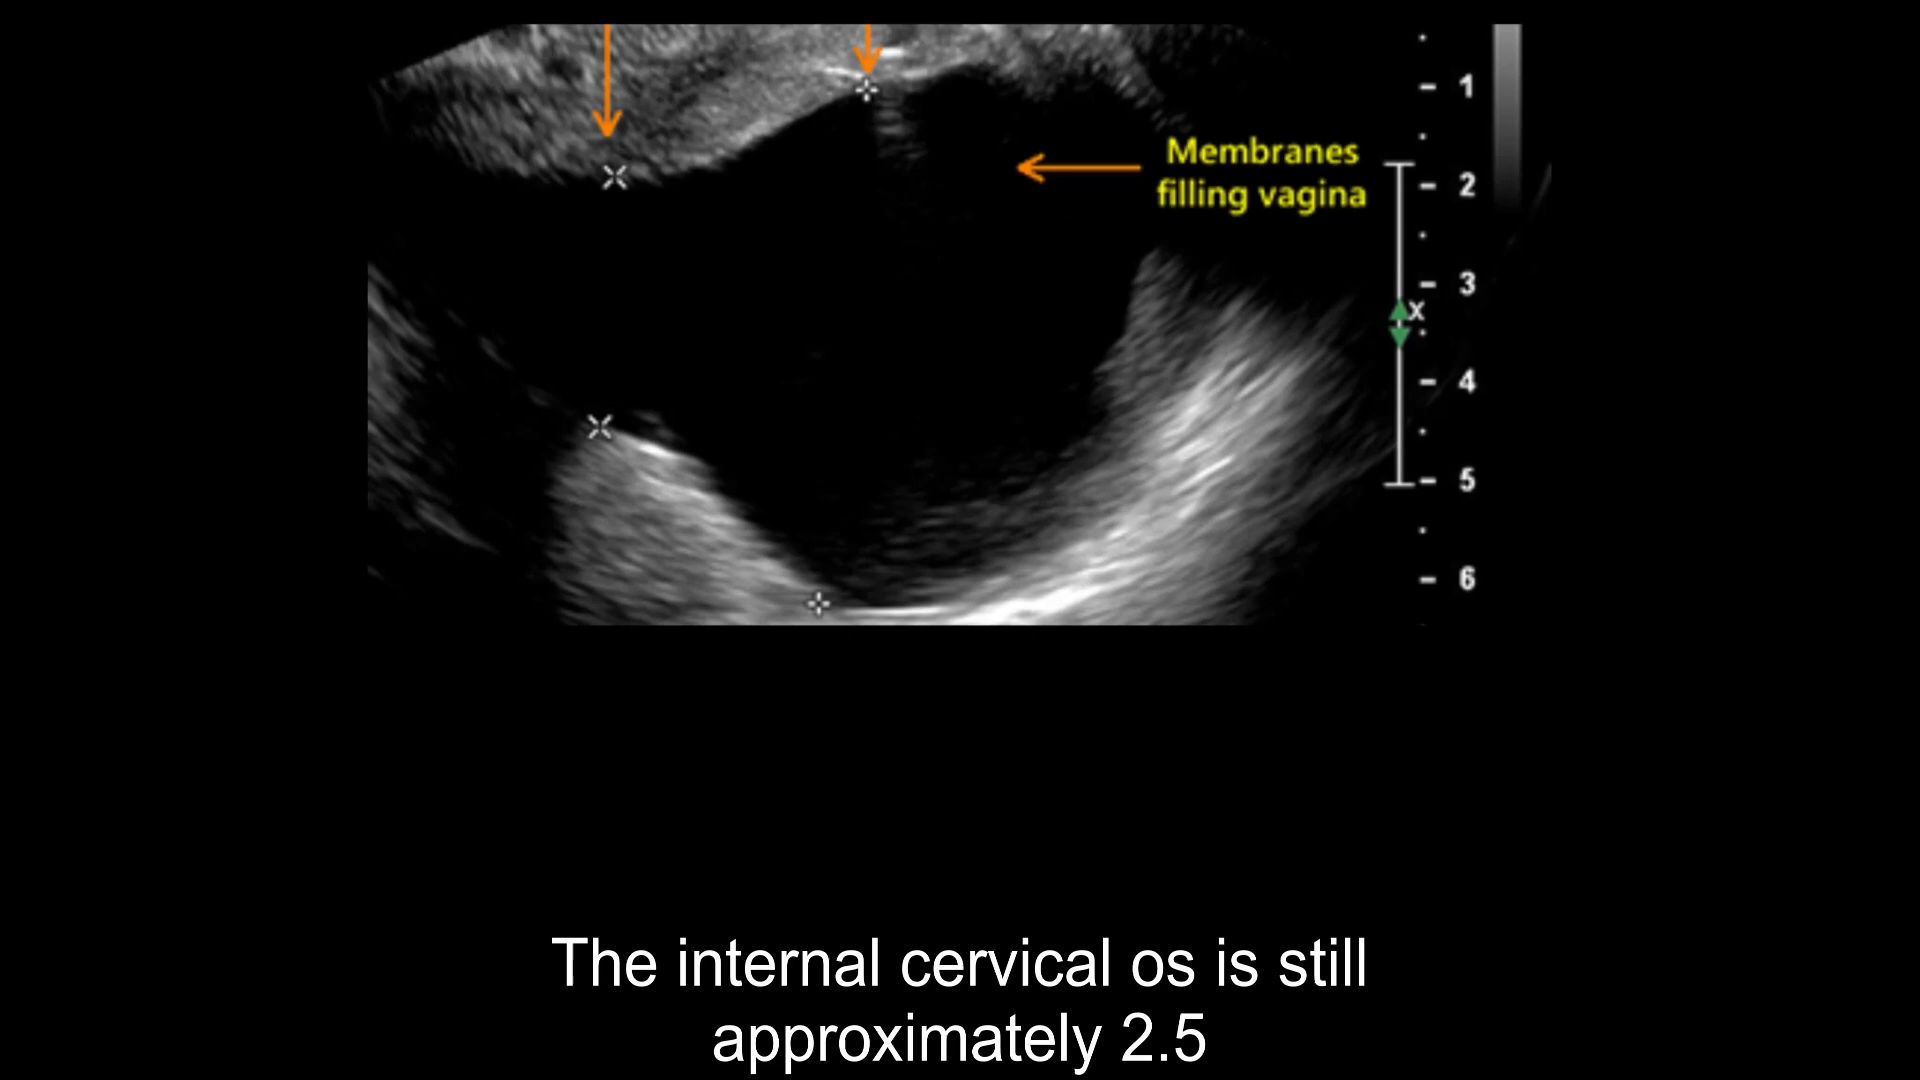 1
Membranes
filling vagina
2
3
x
4
5
6
The internal cervical os is still
approximately 2.5